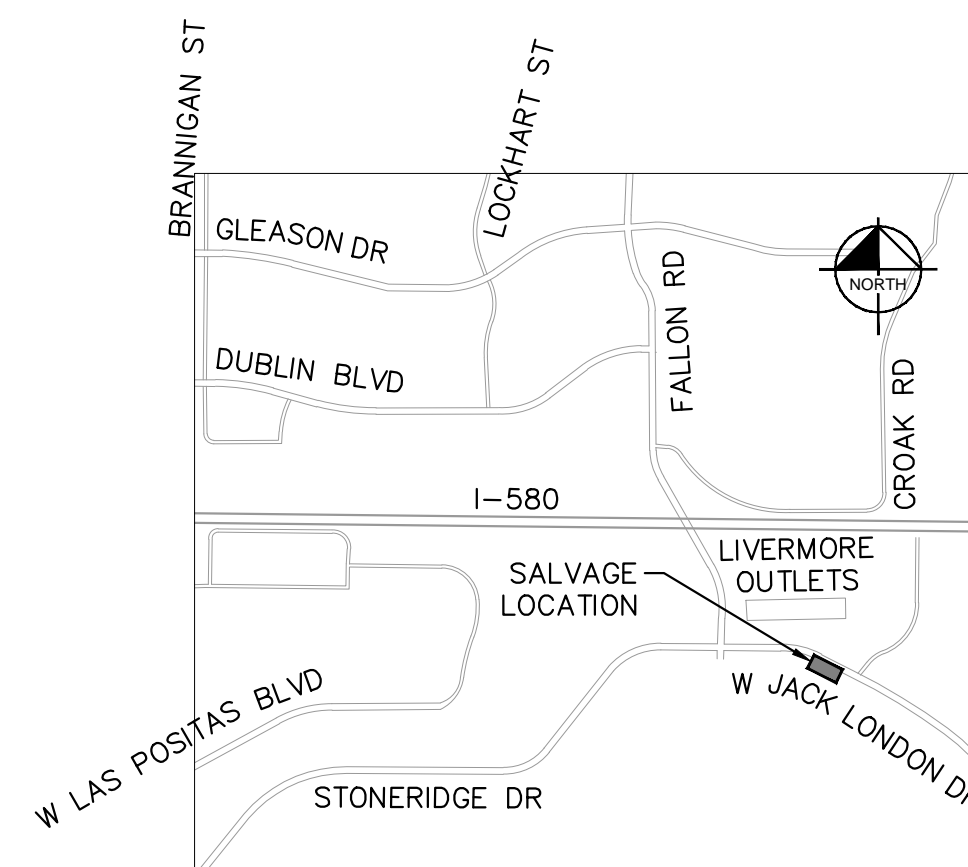 BRANNIGAN ST
LOCKHART ST
GLEASON DR
FALLON RD
NORTH
DUBLIN BLVD
CROAK RD
I-580
LIVERMORE
OUTLETS
SALVAGE
LOCATION
W LAS POSITAS BLVD
W JACK LONDON DR
STONERIDGE DR